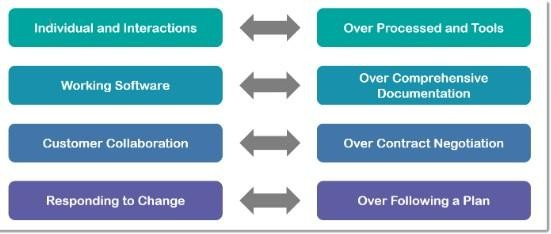 Individual and Interactions
Over Processed and Tools
Working Software
Over Comprehensive
Documentation
Customer Collaboration
Over Contract Negotiation
Responding to Change
Over Following a Plan